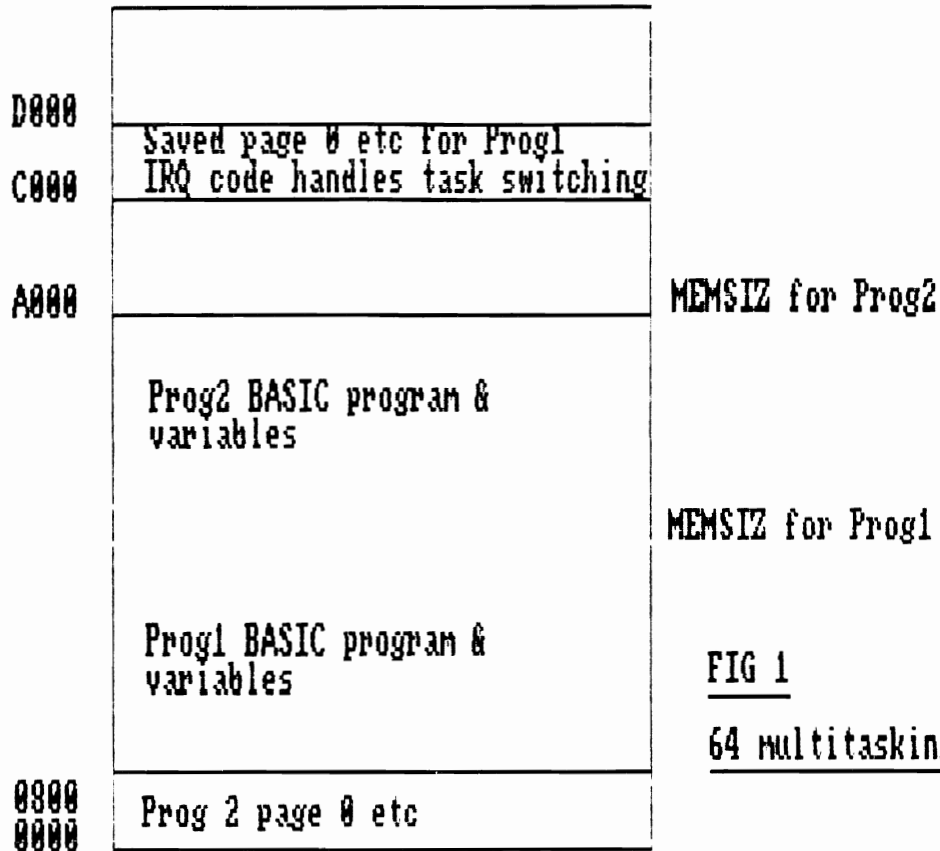 D000
Saved page 0 etc for Prog1
C000
IRQ code handles task switching
A000
MEMSIZ for Prog2
Prog2 BASIC program &
variables
MEMSIZ for Prog1
Prog1 BASIC program &
variables
FIG 1
64 multitaskin
0800
0000
Prog 2 page 0 etc